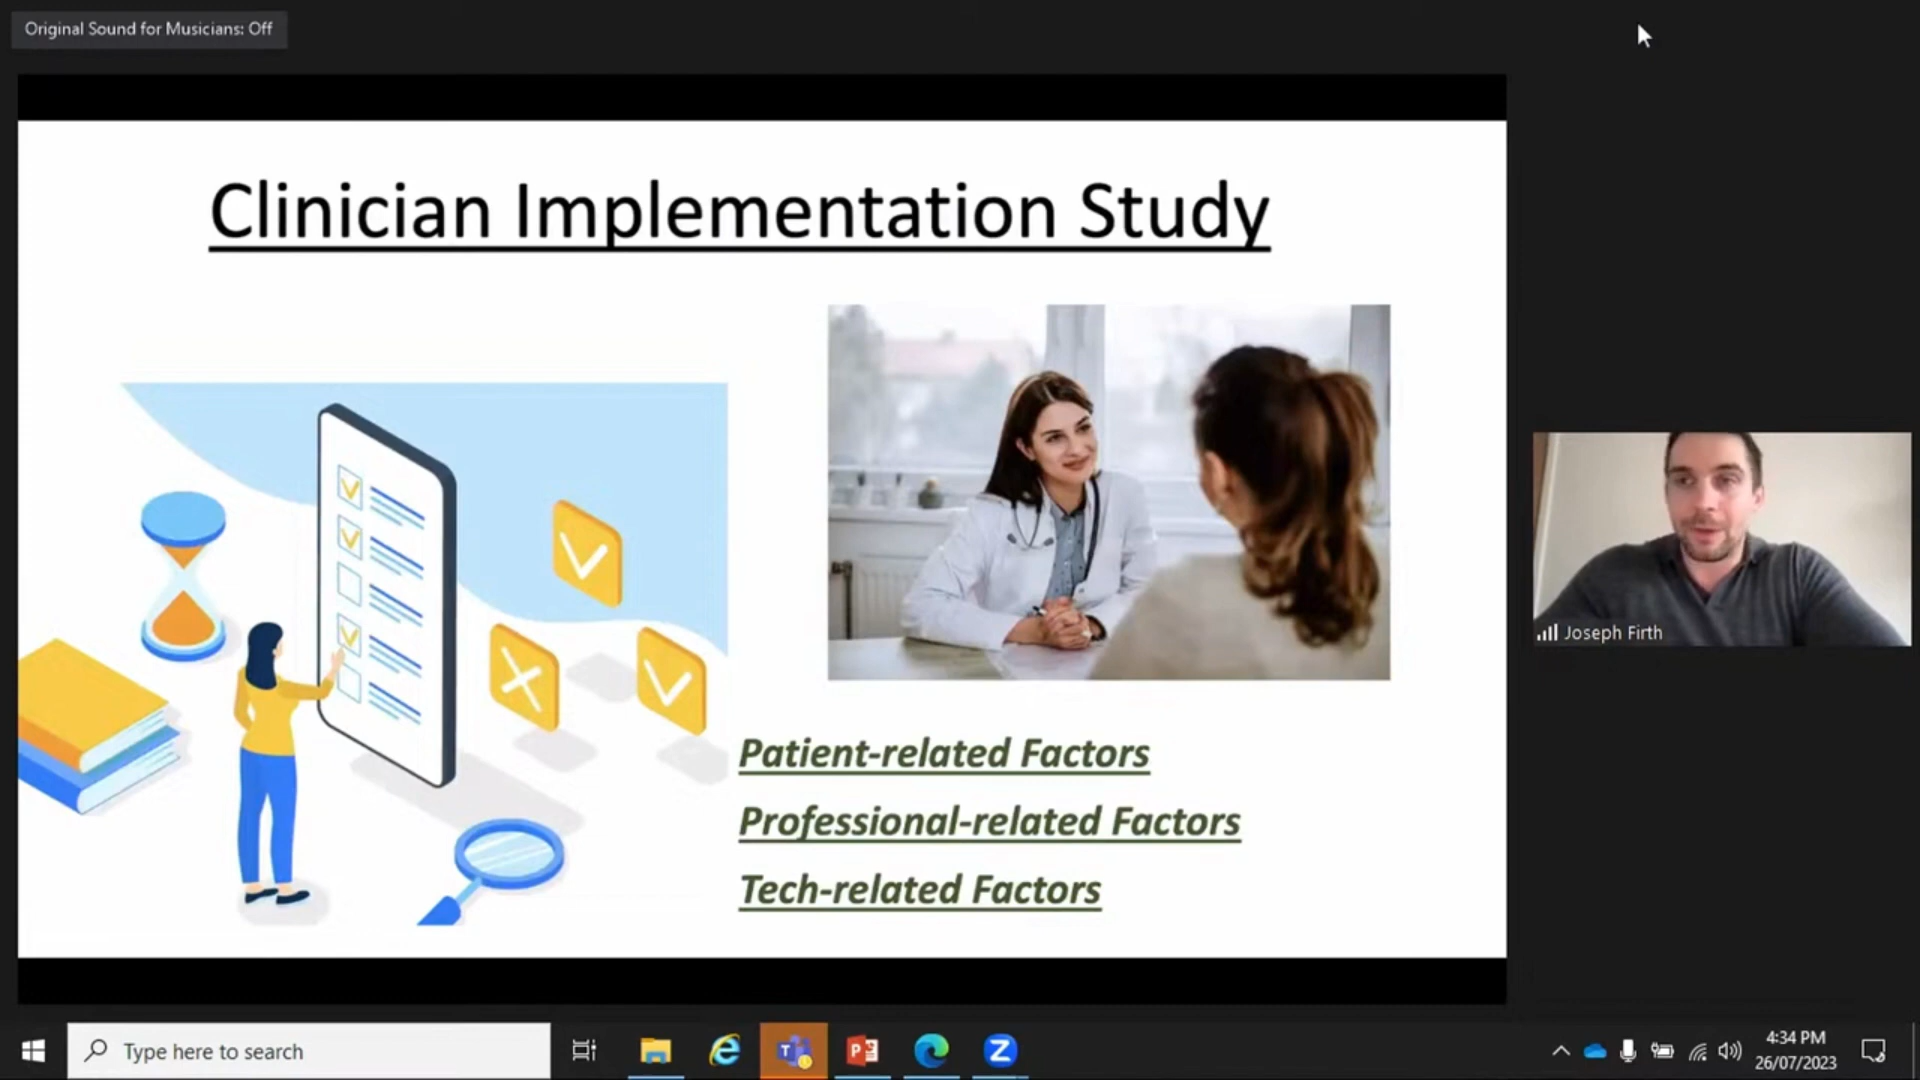 Original Sound for Musicians: Off
Clinician Implementation Study
Patient-related Factors
Professional-related Factors
Tech-related Factors
Joseph Firth
Type here to search
4:34 PM
26/07/2023